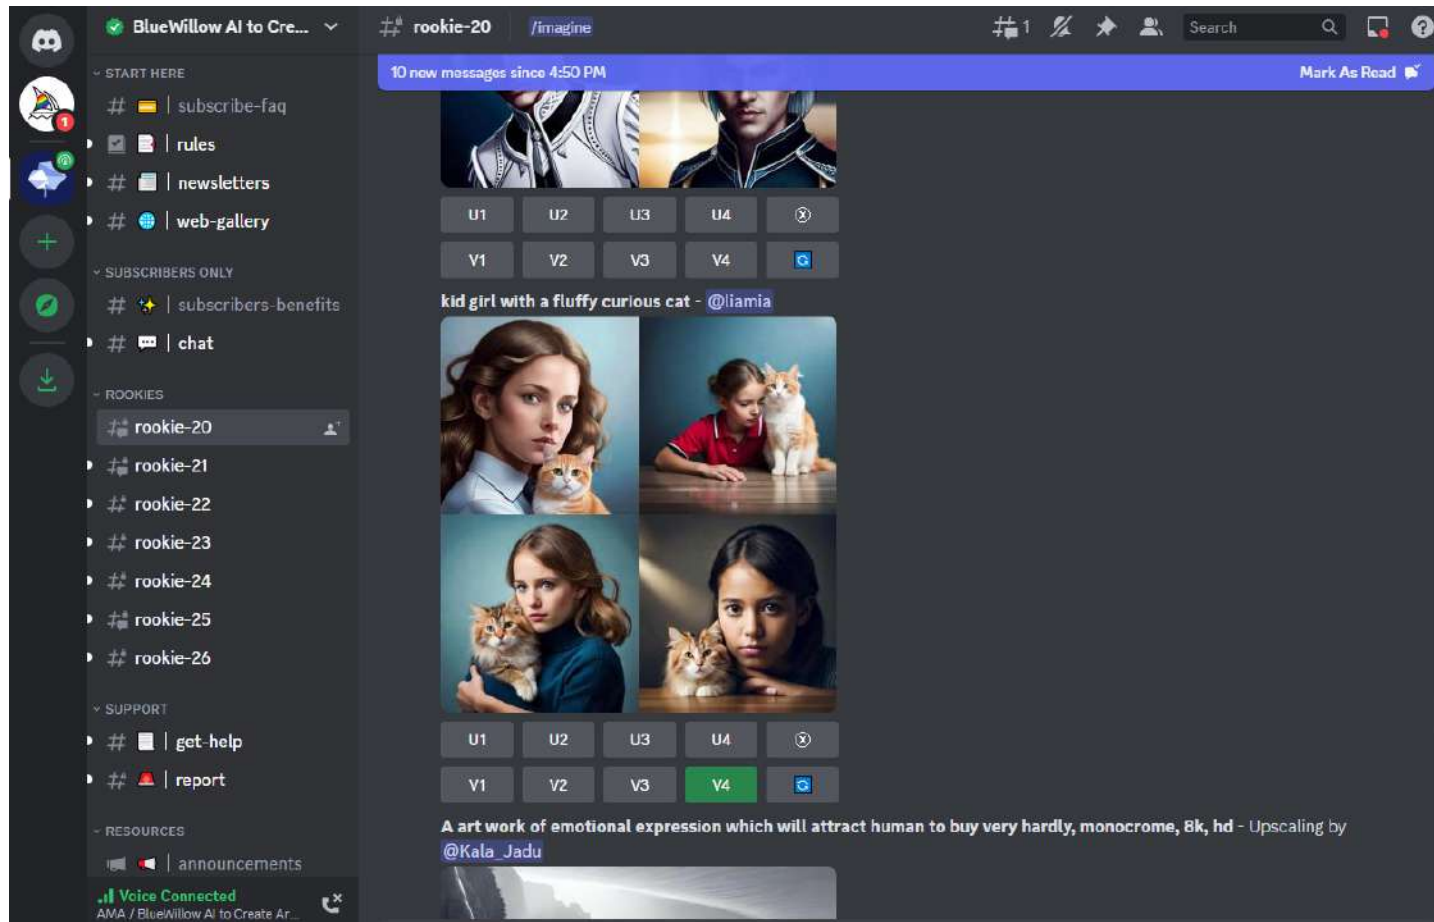 BlueWillow AI to Cre...
rookie-20
/imagine
1
Search
1
START HERE
subscribe-faq
rules
newsletters
web-gallery
SUBSCRIBERS ONLY
subscribers-benefits
chat
ROOKIES
rookie-20
rookie-21
rookie-22
rookie-23
rookie-24
rookie-25
rookie-26
SUPPORT
get-help
report
RESOURCES
announcements
Voice Connected
AMA / BlueWillow AI to Create Ar...
10 new messages since 4:50 PM
Mark As Read
U1 U2 U3 U4
V1 V2 V3 V4
kid girl with a fluffy curious cat - @liamia
U1 U2 U3 U4
V1 V2 V3 V4
A art work of emotional expression which will attract human to buy very hardly, monocrome, 8k, hd - Upscaling by
@Kala_Jadu